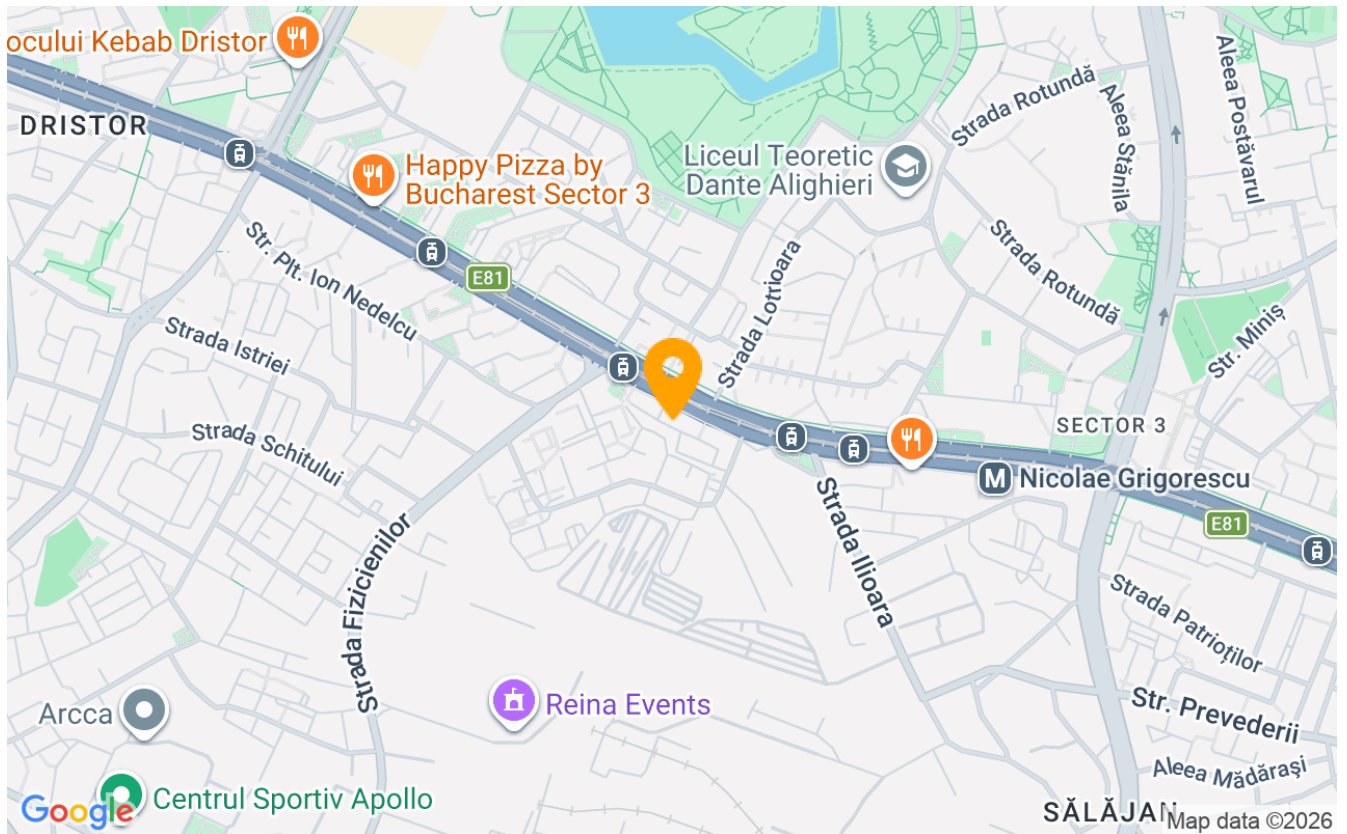 ocului Kebab Dristor
DRISTOR
Happy Pizza by
Bucharest Sector 3
E81
Liceul Teoretic
Dante Alighieri
Strada Rotundă
Aleea Stănila
Aleea Postăvarul
Strada Rotundă
Str. Miniș
Strada Lotrioara
Str. Plt. Ion Nedelcu
Strada Istriei
Strada Schitului
SECTOR 3
M
Nicolae Grigorescu
E81
Strada Fizicienilor
Strada Ilioara
Strada Patrioților
Str. Prevederii
Aleea Mădărași
Reina Events
Arcca
Centrul Sportiv Apollo
SĂLĂJAN
Google
Map data ©2026